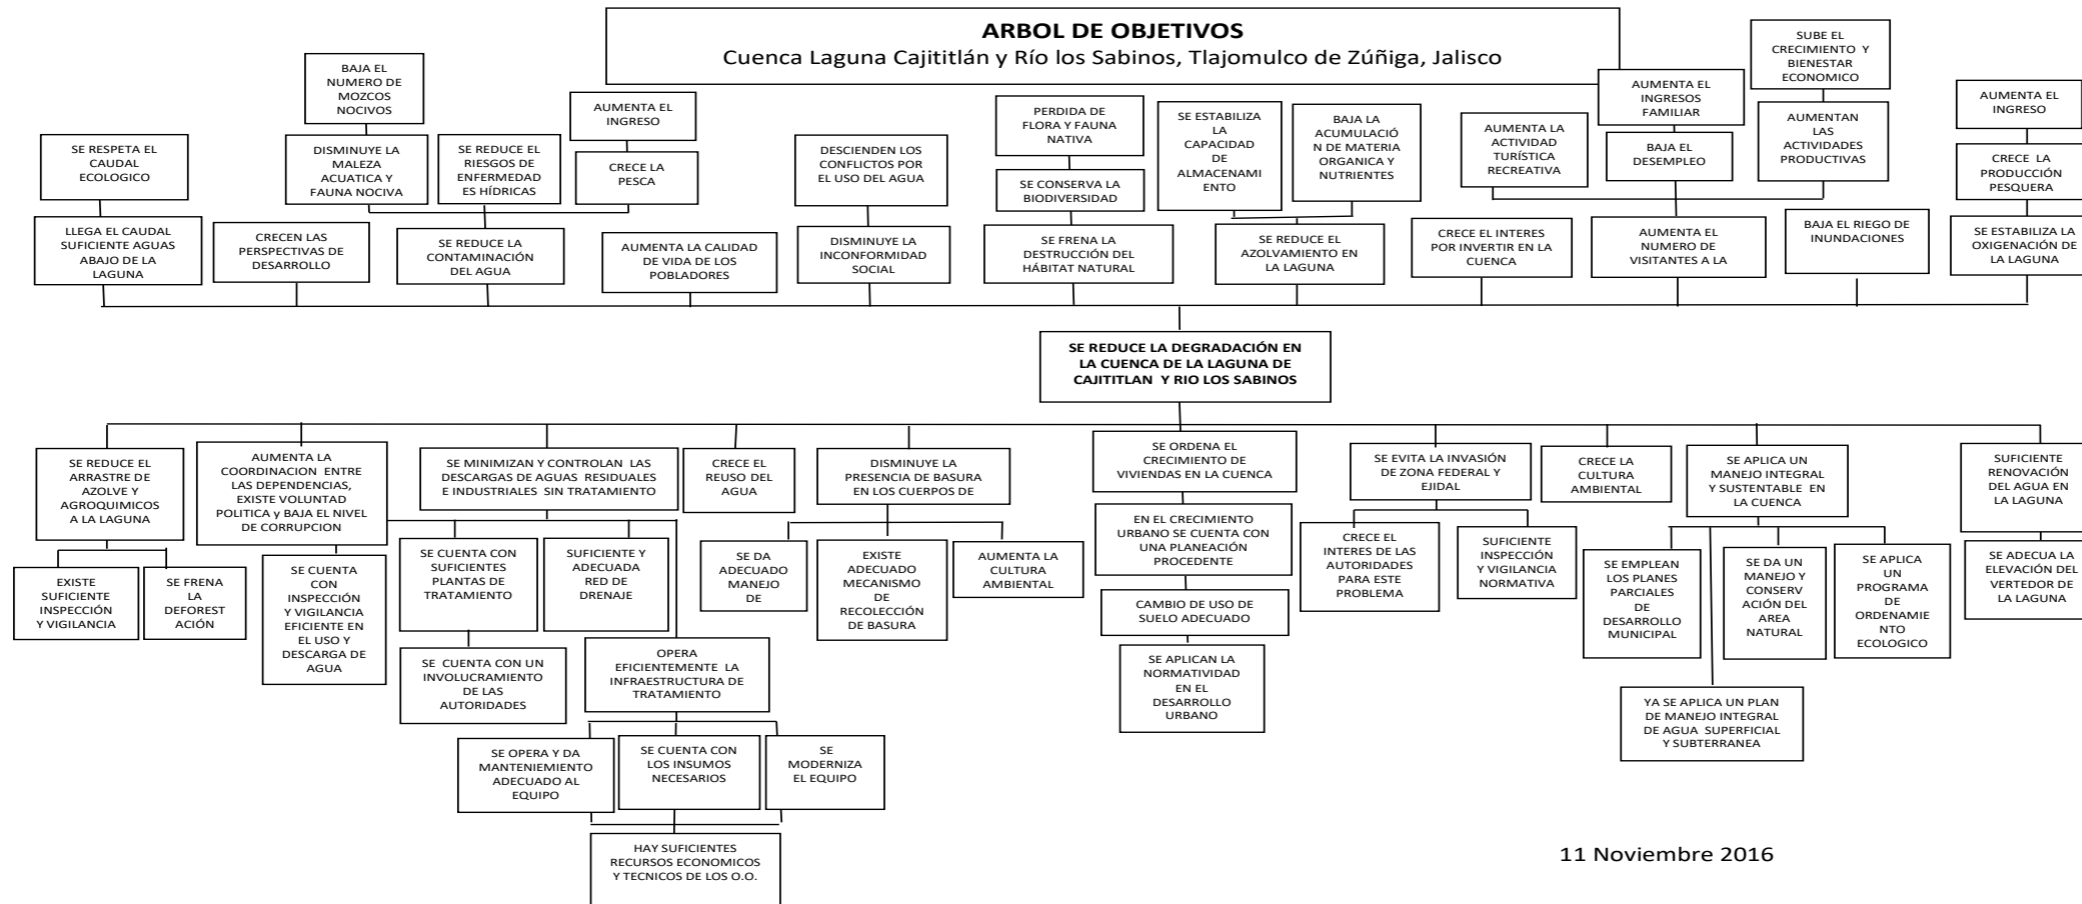 ARBOL DE OBJETIVOS
Cuenca Laguna Cajititlán y Río los Sabinos, Tlajomulco de Zúñiga, Jalisco
BAJA EL
NUMERO DE
MOZCOS
NOCIVOS
AUMENTA EL
INGRESO
SUBE EL
CRECIMIENTO Y
BIENESTAR
ECONOMICO
AUMENTA EL
INGRESOS
FAMILIAR
AUMENTA EL
INGRESO
SE RESPETA EL
CAUDAL
ECOLOGICO
DISMINUYE LA
MALEZA
ACUATICA Y
FAUNA NOCIVA
SE REDUCE EL
RIESGOS DE
ENFERMEDAD
ES HÍDRICAS
CRECE LA
PESCA
DESCIENDEN LOS
CONFLICTOS POR
EL USO DEL AGUA
PERDIDA DE
FLORA Y FAUNA
NATIVA
SE CONSERVA LA
BIODIVERSIDAD
SE ESTABILIZA
LA
CAPACIDAD
DE
ALMACENAMI
ENTO
BAJA LA
ACUMULACIÓ
N DE MATERIA
ORGANICA Y
NUTRIENTES
AUMENTA LA
ACTIVIDAD
TURÍSTICA
RECREATIVA
BAJA EL
DESEMPLEO
AUMENTAN
LAS
ACTIVIDADES
PRODUCTIVAS
CRECE LA
PRODUCCIÓN
PESQUERA
LLEGA EL CAUDAL
SUFICIENTE AGUAS
ABAJO DE LA
LAGUNA
CRECEN LAS
PERSPECTIVAS DE
DESARROLLO
SE REDUCE LA
CONTAMINACIÓN
DEL AGUA
AUMENTA LA CALIDAD
DE VIDA DE LOS
POBLADORES
DISMINUYE LA
INCONFORMIDAD
SOCIAL
SE FRENA LA
DESTRUCCIÓN DEL
HÁBITAT NATURAL
SE REDUCE EL
AZOLVAMIENTO EN
LA LAGUNA
CRECE EL INTERES
POR INVERTIR EN LA
CUENCA
AUMENTA EL
NUMERO DE
VISITANTES A LA
BAJA EL RIEGO DE
INUNDACIONES
SE ESTABILIZA LA
OXIGENACIÓN DE
LA LAGUNA
SE REDUCE LA DEGRADACIÓN EN
LA CUENCA DE LA LAGUNA DE
CAJITITLAN Y RIO LOS SABINOS
SE REDUCE EL
ARRASTRE DE
AZOLVE Y
AGROQUIMICOS
A LA LAGUNA
AUMENTA LA
COORDINACION ENTRE
LAS DEPENDENCIAS,
EXISTE VOLUNTAD
POLITICA y BAJA EL NIVEL
DE CORRUPCION
SE MINIMIZAN Y CONTROLAN LAS
DESCARGAS DE AGUAS RESIDUALES
E INDUSTRIALES SIN TRATAMIENTO
CRECE EL
REUSO DEL
AGUA
DISMINUYE LA
PRESENCIA DE BASURA
EN LOS CUERPOS DE
SE ORDENA EL
CRECIMIENTO DE
VIVIENDAS EN LA CUENCA
SE EVITA LA INVASIÓN
DE ZONA FEDERAL Y
EJIDAL
CRECE LA
CULTURA
AMBIENTAL
SE APLICA UN
MANEJO INTEGRAL
Y SUSTENTABLE EN
LA CUENCA
SUFICIENTE
RENOVACIÓN
DEL AGUA EN
LA LAGUNA
EXISTE
SUFICIENTE
INSPECCIÓN
Y VIGILANCIA
SE FRENA
LA
DEFOREST
ACIÓN
SE CUENTA
CON
INSPECCIÓN
Y VIGILANCIA
EFICIENTE EN
EL USO Y
DESCARGA DE
AGUA
SE CUENTA CON
SUFICIENTES
PLANTAS DE
TRATAMIENTO
SUFICIENTE Y
ADECUADA
RED DE
DRENAJE
SE DA
ADECUADO
MANEJO
DE
EXISTE
ADECUADO
MECANISMO
DE
RECOLECCIÓN
DE BASURA
AUMENTA LA
CULTURA
AMBIENTAL
EN EL CRECIMIENTO
URBANO SE CUENTA CON
UNA PLANEACIÓN
PROCEDENTE
CRECE EL
INTERES DE LAS
AUTORIDADES
PARA ESTE
PROBLEMA
SUFICIENTE
INSPECCIÓN
Y VIGILANCIA
NORMATIVA
SE EMPLEAN
LOS PLANES
PARCIALES
DE
DESARROLLO
MUNICIPAL
SE DA UN
MANEJO Y
CONSERV
ACIÓN DEL
AREA
NATURAL
SE APLICA
UN
PROGRAMA
DE
ORDENAMIE
NTO
ECOLOGICO
SE ADECUA LA
ELEVACIÓN DEL
VERTEDOR DE
LA LAGUNA
CAMBIO DE USO DE
SUELO ADECUADO
SE CUENTA CON UN
INVOLUCRAMIENTO
DE LAS
AUTORIDADES
OPERA
EFICIENTEMENTE LA
INFRAESTRUCTURA DE
TRATAMIENTO
SE APLICAN LA
NORMATIVIDAD
EN EL
DESARROLLO
URBANO
YA SE APLICA UN PLAN
DE MANEJO INTEGRAL
DE AGUA SUPERFICIAL
Y SUBTERRANEA
SE OPERA Y DA
MANTENIEMIENTO
ADECUADO AL
EQUIPO
SE CUENTA CON
LOS INSUMOS
NECESARIOS
SE
MODERNIZA
EL EQUIPO
HAY SUFICIENTES
RECURSOS ECONOMICOS
Y TECNICOS DE LOS O.O.
11 Noviembre 2016